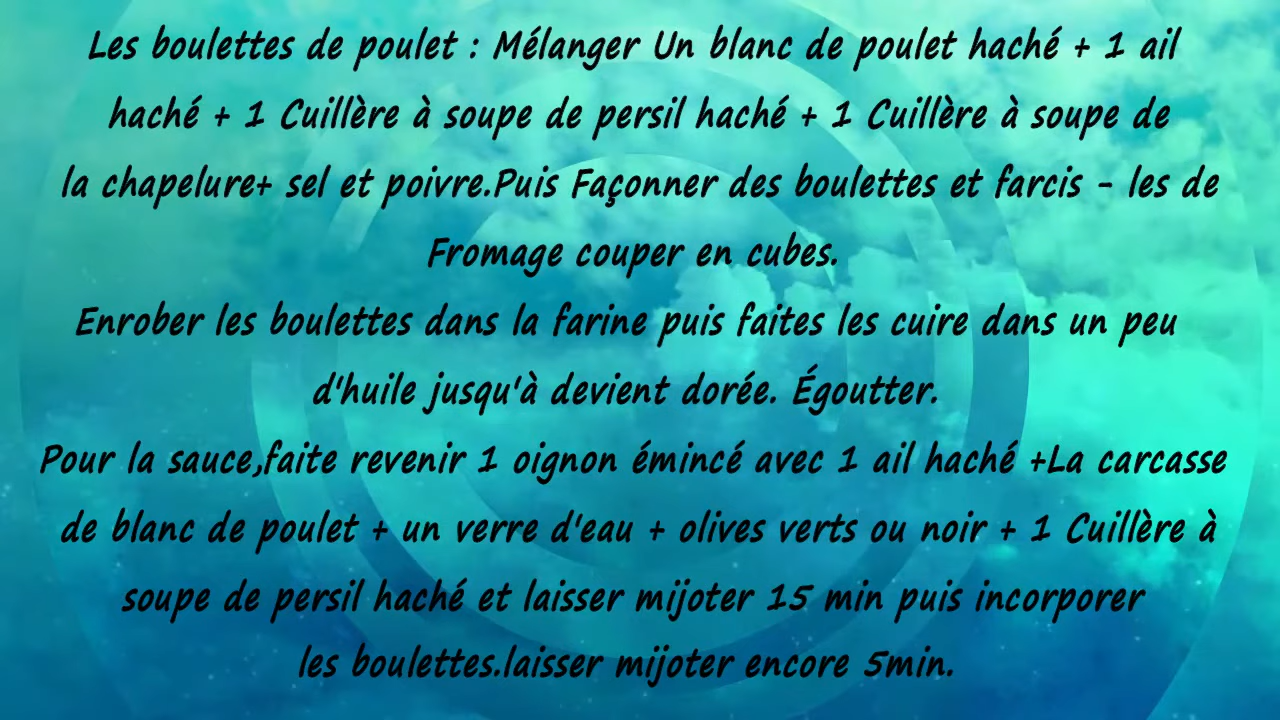 Les boulettes de poulet : Mélanger Un blanc de poulet haché + 1 ail
haché + 1 Cuillère à soupe de persil haché + 1 Cuillère à soupe de
la chapelure+ sel et poivre.Puis Façonner des boulettes et farcis - les de
Fromage couper en cubes.
Enrober les boulettes dans la farine puis faites les cuire dans un peu
d'huile jusqu'à devient dorée. Égoutter.
Pour la sauce,faite revenir 1 oignon émincé avec 1 ail haché +La carcasse
de blanc de poulet + un verre d'eau + olives verts ou noir + 1 Cuillère à
soupe de persil haché et laisser mijoter 15 min puis incorporer
les boulettes.laisser mijoter encore 5min.